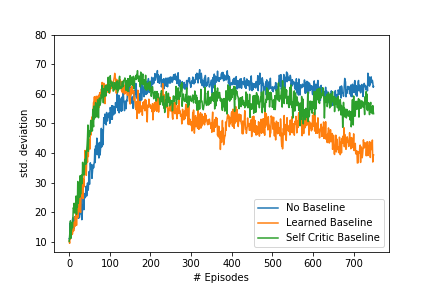 80
70
60
50
40
30
20
10
std. deviation
0 100 200 300 400 500 600 700
# Episodes
No Baseline
Learned Baseline
Self Critic Baseline